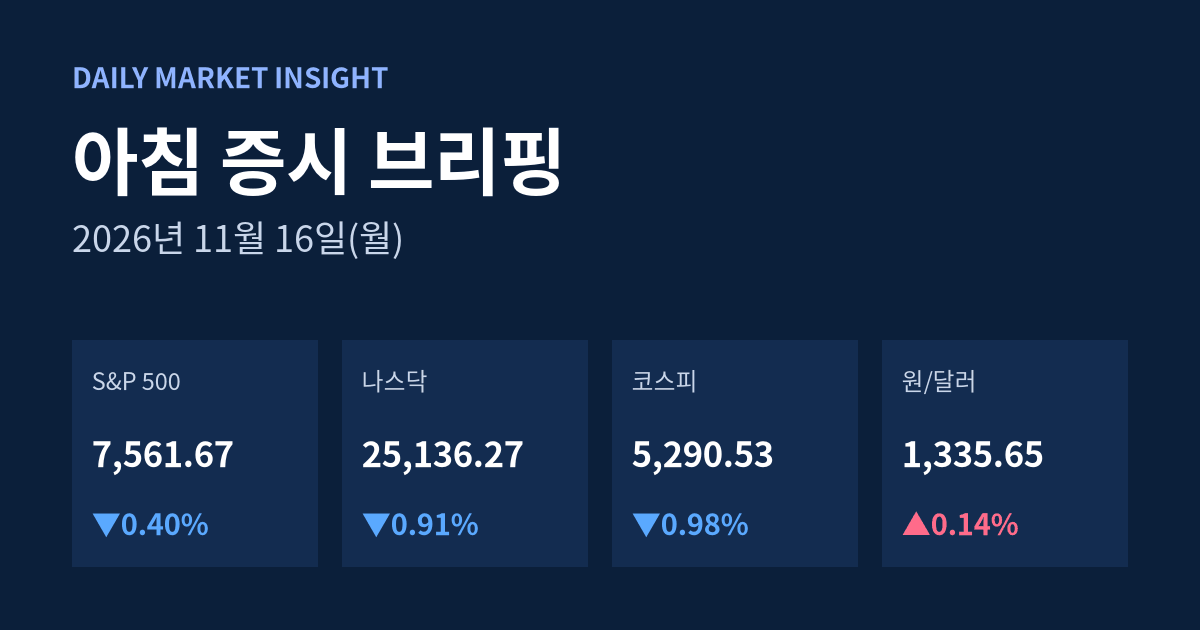 DAILY MARKET INSIGHT
아침 증시 브리핑
2026년 11월 16일(월)
S&P 500
7,561.67
▼0.40%
나스닥
25,136.27
▼0.91%
코스피
5,290.53
▼0.98%
원/달러
1,335.65
▲0.14%